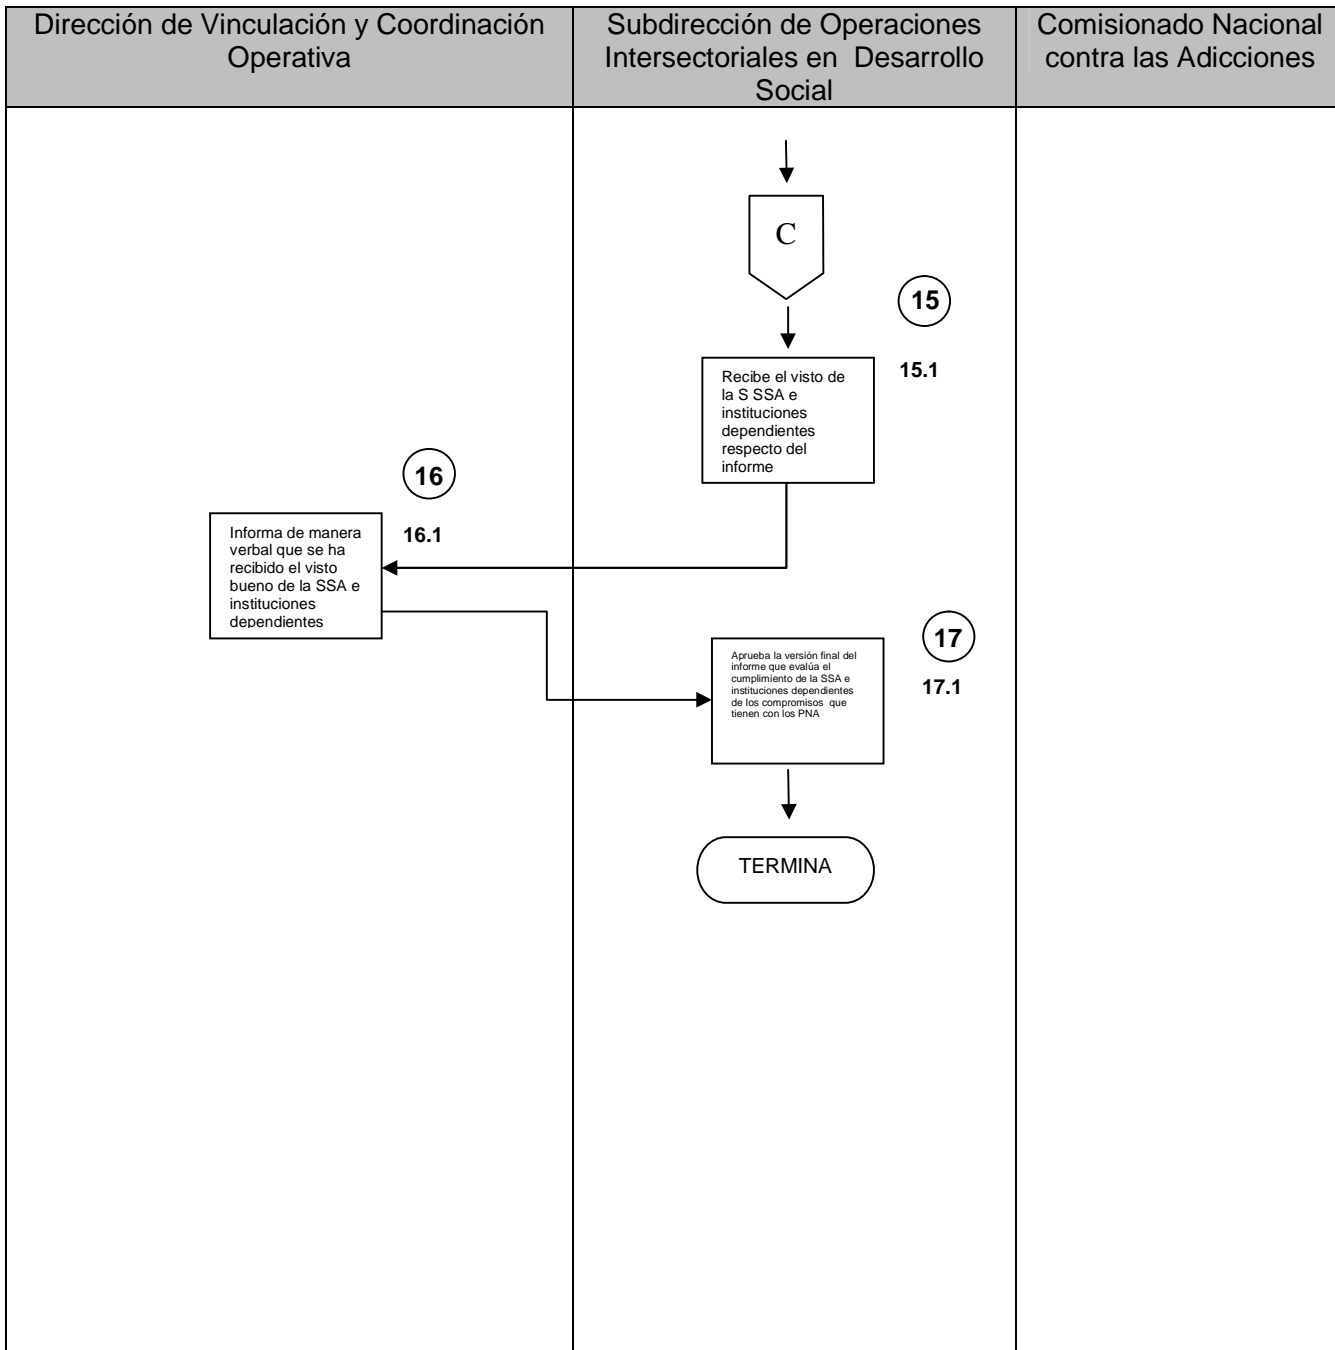 Dirección de Vinculación y Coordinación
Operativa
Subdirección de Operaciones
Intersectoriales en Desarrollo
Social
Comisionado Nacional
contra las Adicciones
C
15
15.1
Recibe el visto de
la S SSA e
instituciones
dependientes
respecto del
informe
16
16.1
Informa de manera
verbal que se ha
recibido el visto
bueno de la SSA e
instituciones
dependientes
17
17.1
Aprueba la versión final del
informe que evalúa el
cumplimiento de la SSA e
instituciones dependientes
de los compromisos que
tienen con los PNA
TERMINA